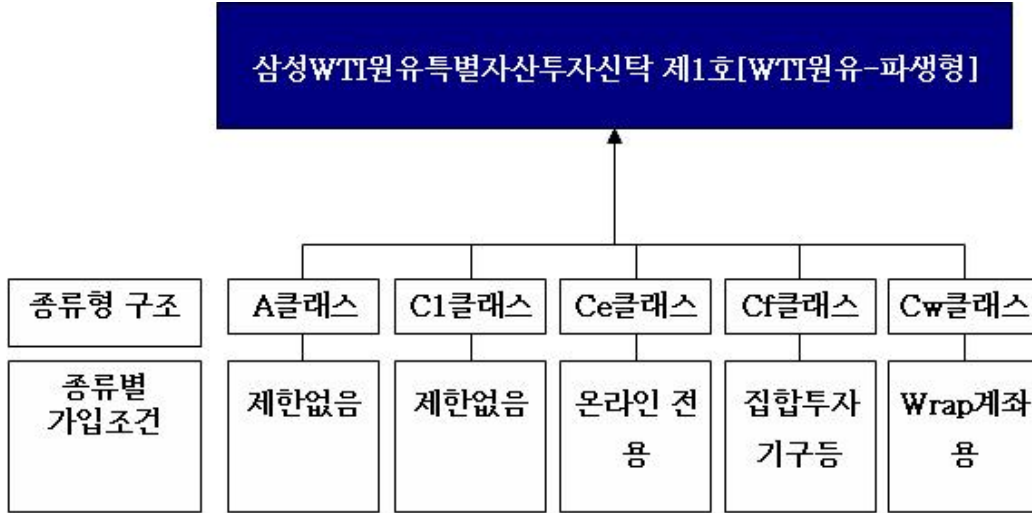 삼성WTI원유특별자산투자신탁 제1호[WTI원유-파생형]
종류형 구조
A클래스
C1클래스
Ce클래스
Cf클래스
Cw클래스
종류별
가입조건
제한없음
제한없음
온라인 전
용
집합투자
기구등
Wrap계좌
용